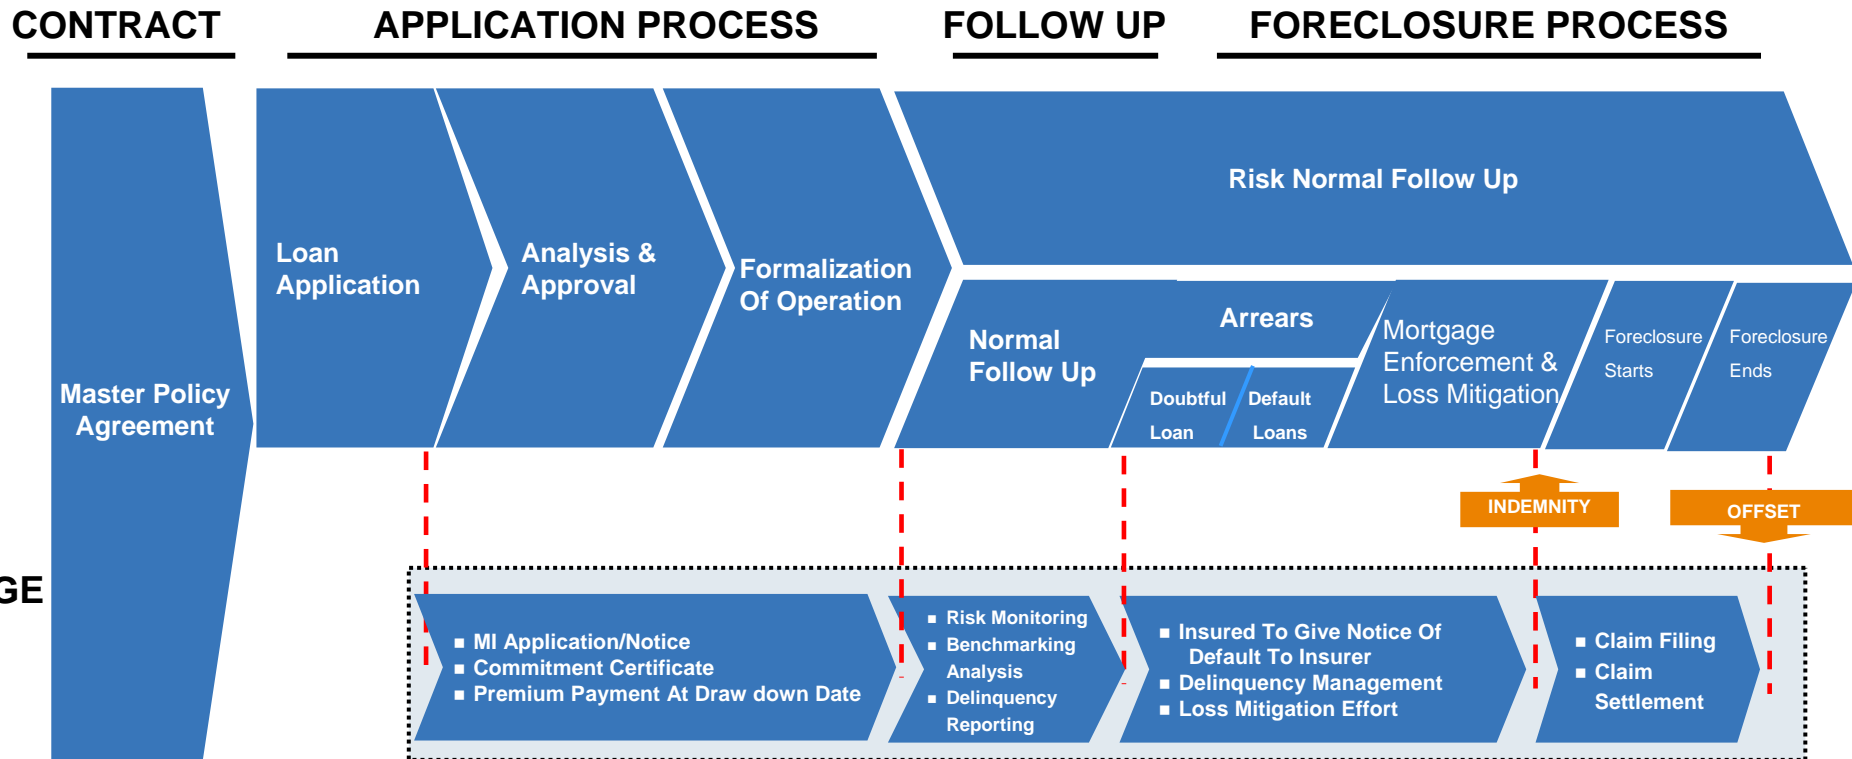 CONTRACT
APPLICATION PROCESS
FOLLOW UP
FORECLOSURE PROCESS
Master Policy
Agreement
Loan
Application
Analysis &
Approval
Formalization
Of Operation
Risk Normal Follow Up
Normal
Follow Up
Arrears
Doubtful
Loan
Default
Loans
Mortgage
Enforcement &
Loss Mitigation
Foreclosure
Starts
Foreclosure
Ends
INDEMNITY
OFFSET
GE
■ MI Application/Notice
■ Commitment Certificate
■ Premium Payment At Draw down Date
■ Risk Monitoring
■ Benchmarking
Analysis
■ Delinquency
Reporting
■ Insured To Give Notice Of
Default To Insurer
■ Delinquency Management
■ Loss Mitigation Effort
■ Claim Filing
■ Claim
Settlement